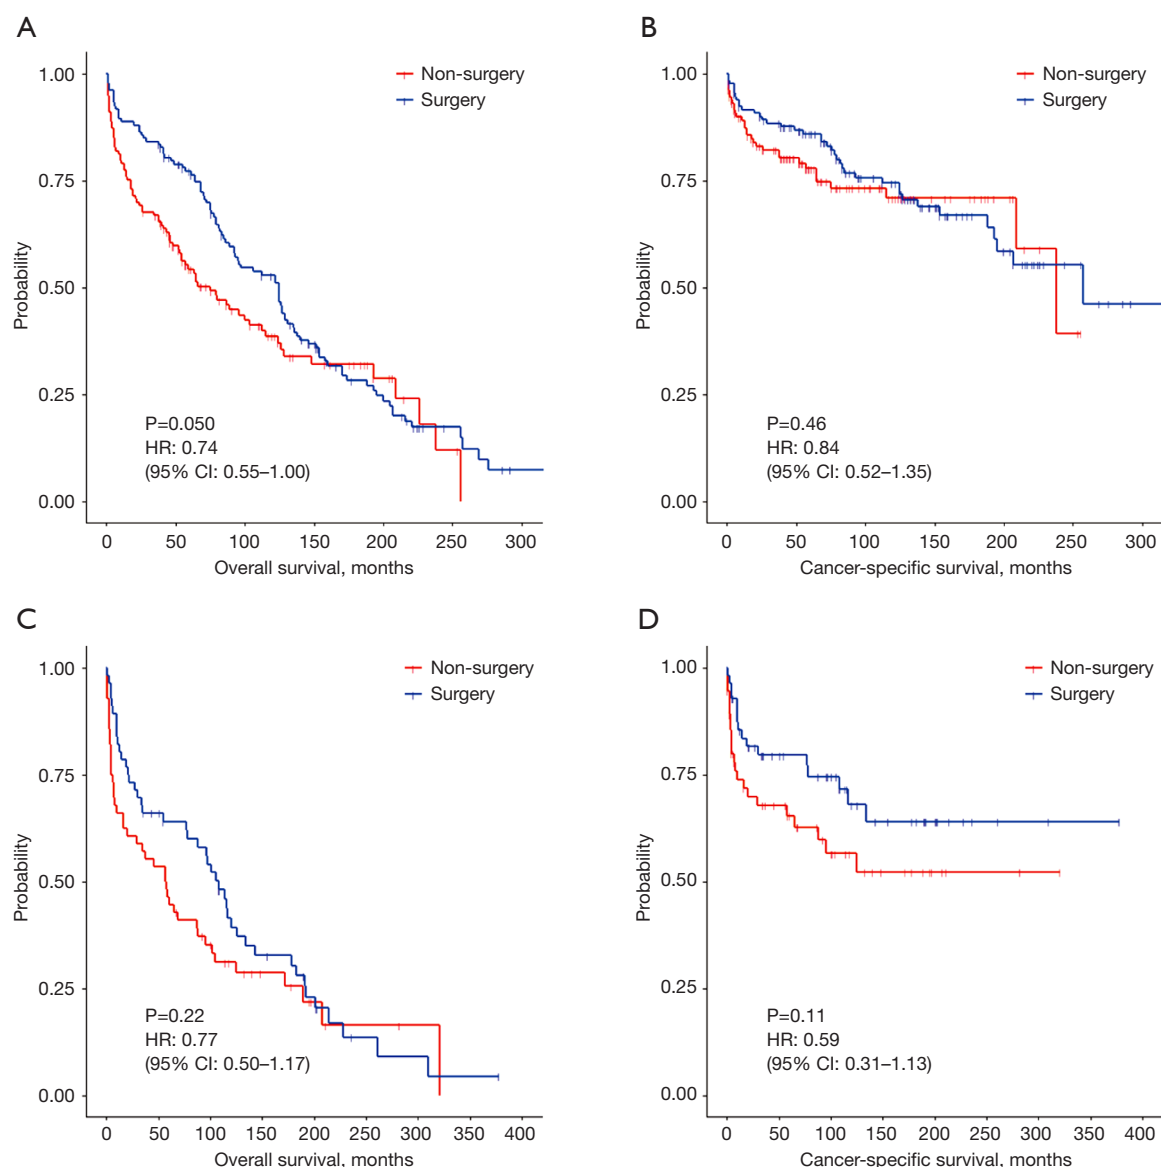 A
Non-surgery
Surgery
1.00
0.75
0.50
0.25
0.00
Probability
P=0.050
HR: 0.74
(95% CI: 0.55–1.00)
0 50 100 150 200 250 300
Overall survival, months
B
Non-surgery
Surgery
1.00
0.75
0.50
0.25
0.00
Probability
P=0.46
HR: 0.84
(95% CI: 0.52–1.35)
0 50 100 150 200 250 300
Cancer-specific survival, months
C
Non-surgery
Surgery
1.00
0.75
0.50
0.25
0.00
Probability
P=0.22
HR: 0.77
(95% CI: 0.50–1.17)
0 50 100 150 200 250 300 350 400
Overall survival, months
D
Non-surgery
Surgery
1.00
0.75
0.50
0.25
0.00
Probability
P=0.11
HR: 0.59
(95% CI: 0.31–1.13)
0 50 100 150 200 250 300 350 400
Cancer-specific survival, months